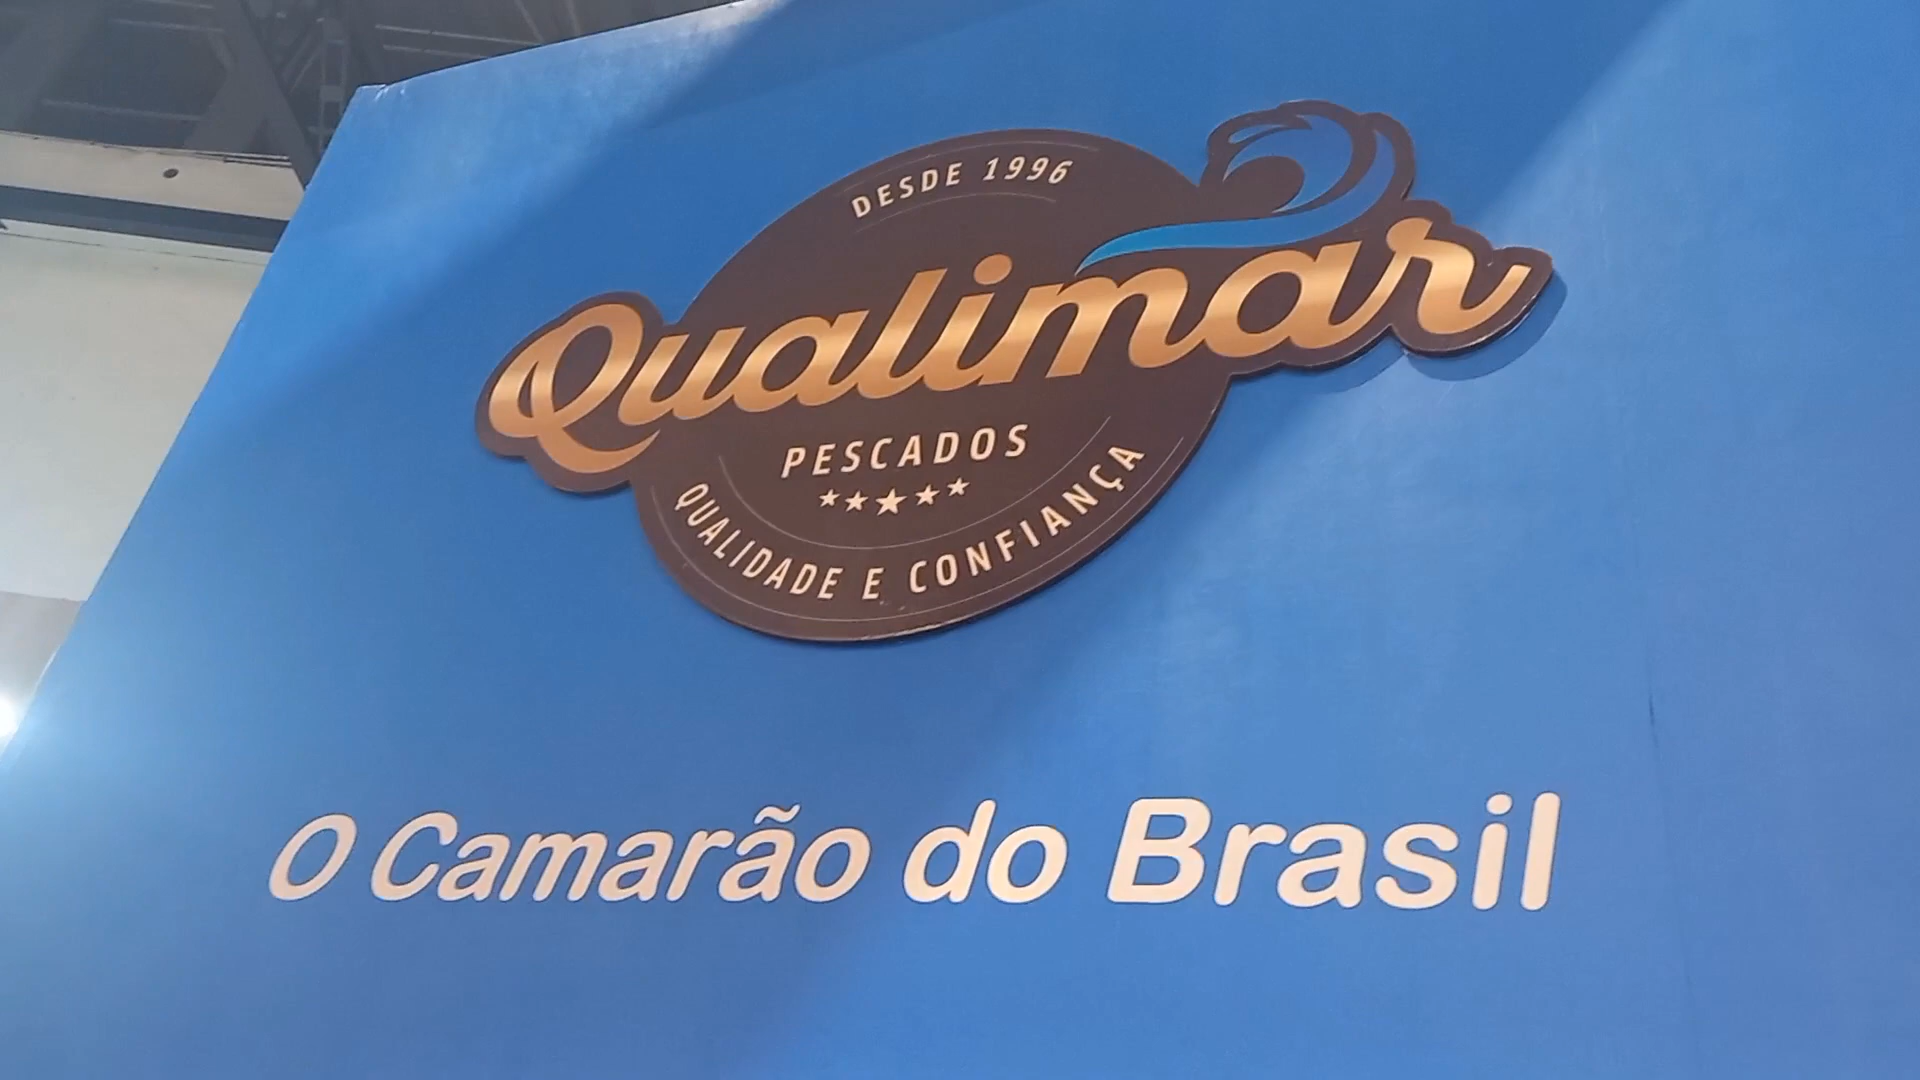 DESDE 1996
Qualimar
PESCADOS
QUALIDADE E CONFIANÇA
O Camarão do Brasil